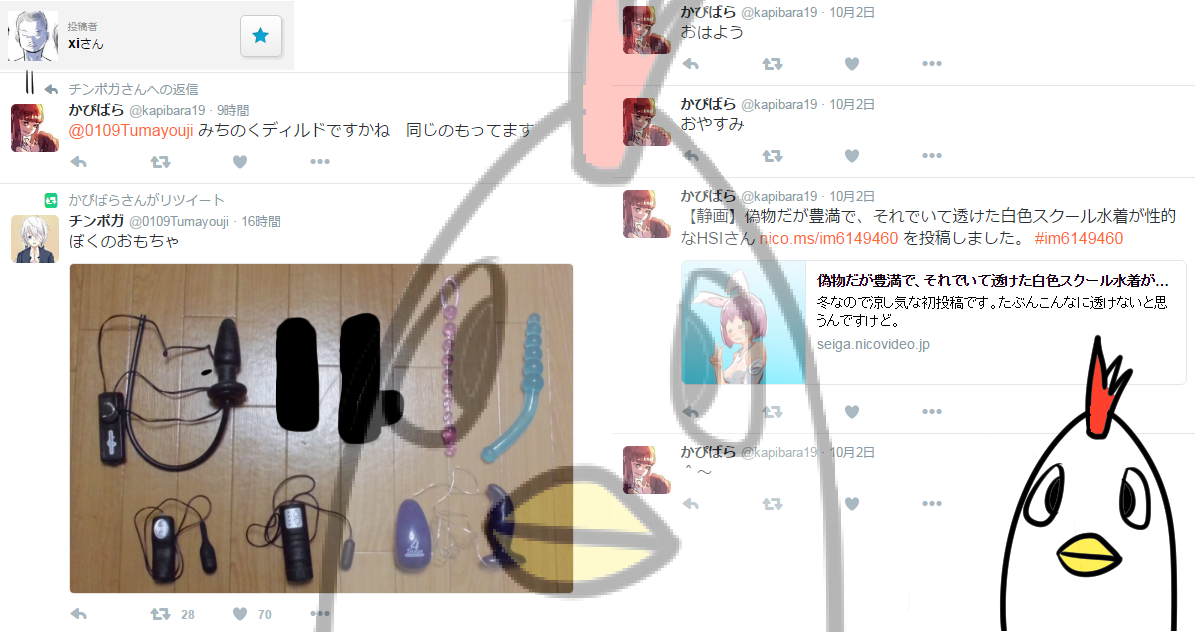 投稿者
xiさん
チンポガさんへの返信
かぴばら @kapibara19 · 9時間
@0109Tumayouji みちのくディルドですかね　同じのもってます
かぴばらさんがリツイート
チンポガ @0109Tumayouji · 16時間
ぼくのおもちゃ
28 70
かぴばら @kapibara19 · 10月2日
おはよう
かぴばら @kapibara19 · 10月2日
おやすみ
かぴばら @kapibara19 · 10月2日
【静画】偽物だが豊満で、それでいて透けた白色スクール水着が性的
なHSIさん nico.ms/im6149460 を投稿しました。 #im6149460
偽物だが豊満で、それでいて透けた白色スクール水着が...
冬なので涼し気な初投稿です。たぶんこんなに透けないと思
うんですけど。
seiga.nicovideo.jp
かぴばら @kapibara19 · 10月2日
＾～